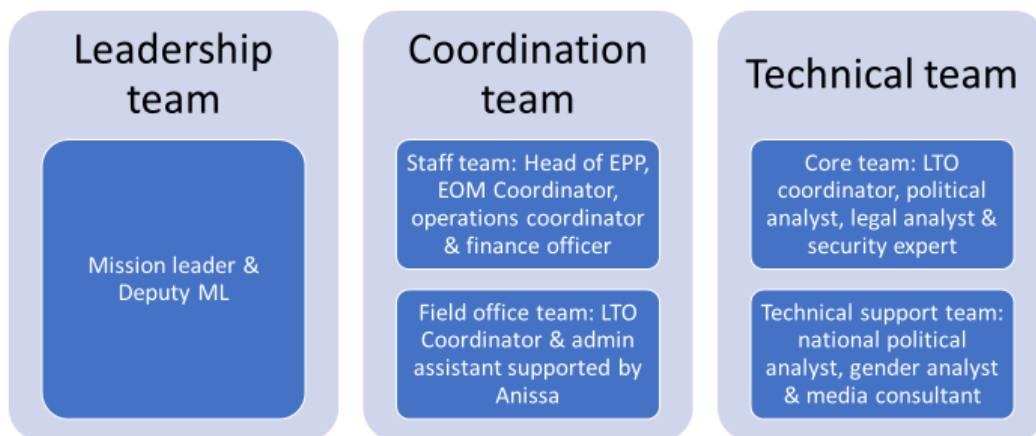 Leadership
team
Mission leader &
Deputy ML
Coordination
team
Staff team: Head of EPP,
EOM Coordinator,
operations coordinator
& finance officer
Field office team: LTO
Coordinator & admin
assistant supported by
Anissa
Technical team
Core team: LTO
coordinator, political
analyst, legal analyst &
security expert
Technical support team:
national political
analyst, gender analyst
& media consultant